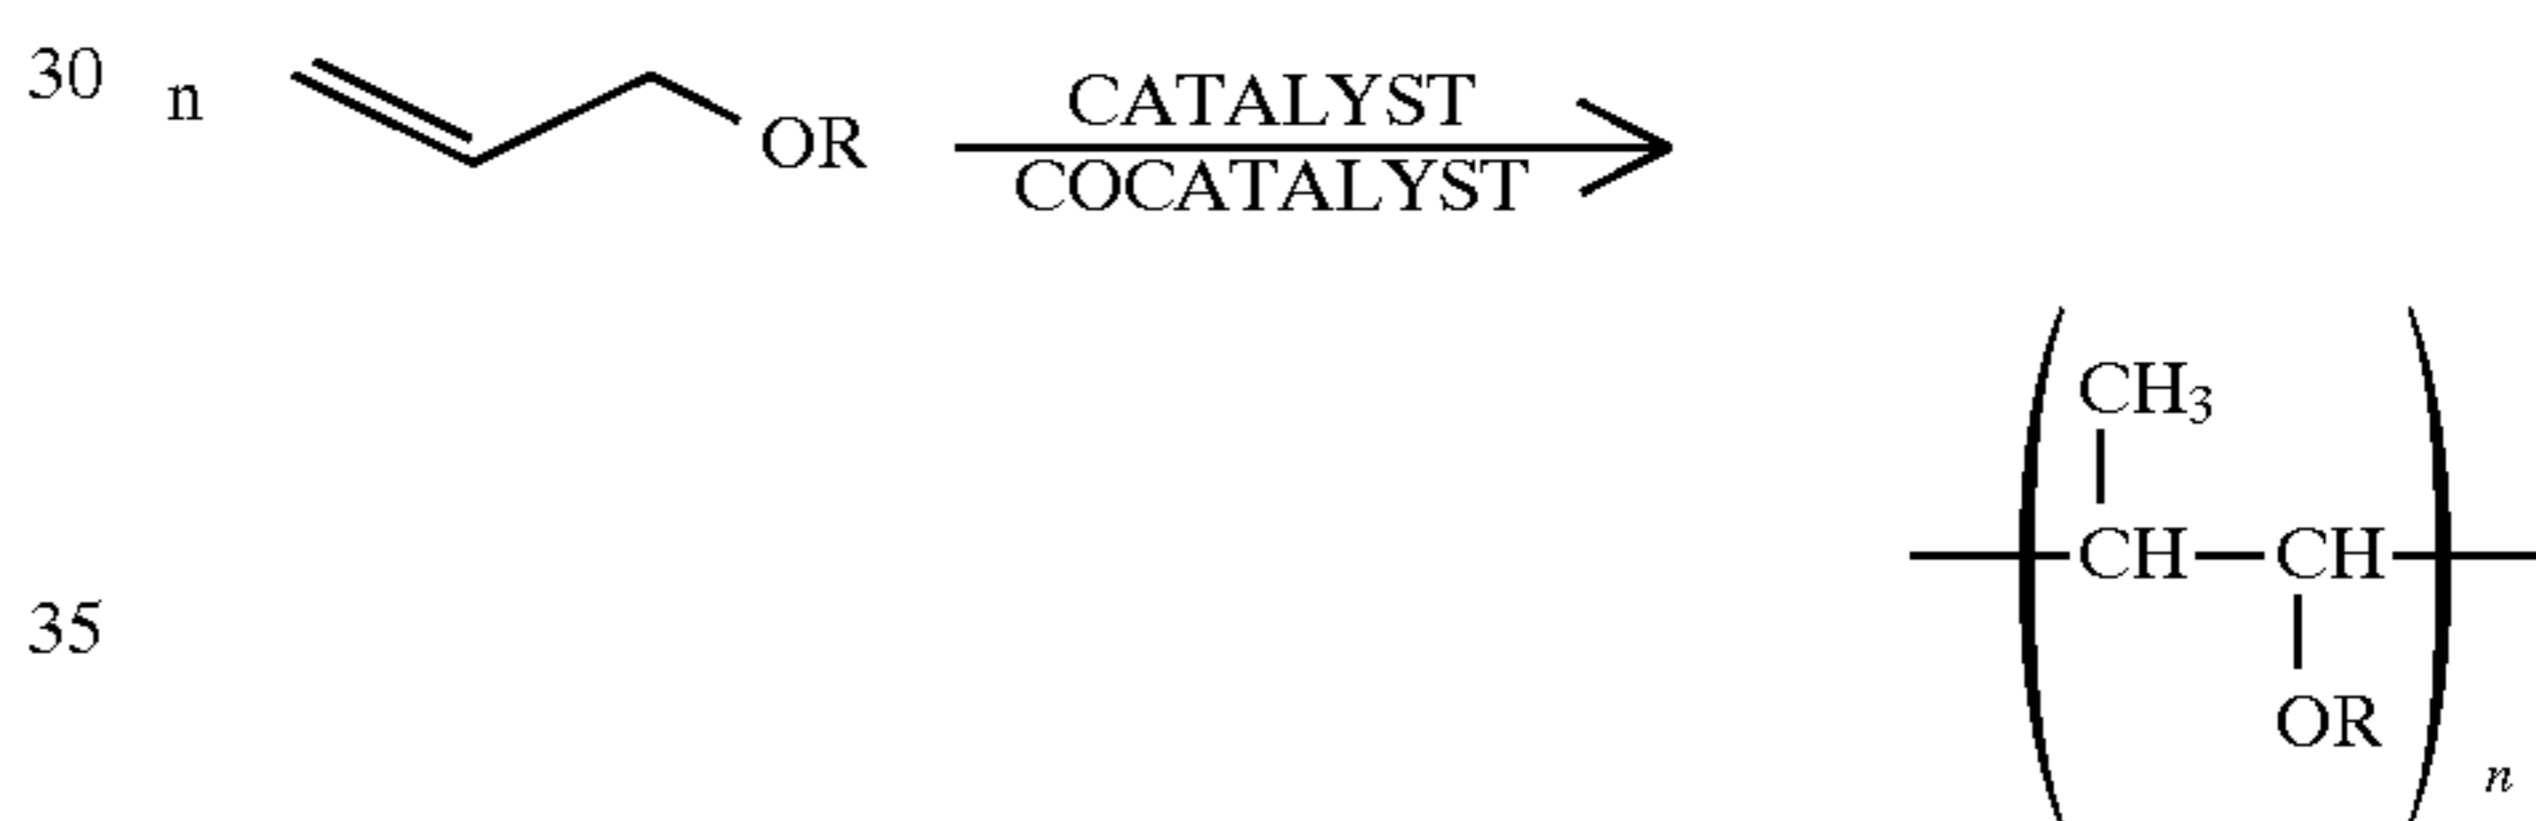 30 n OR CATALYST
COCATALYST
CH3
35 CH—CH
OR
n